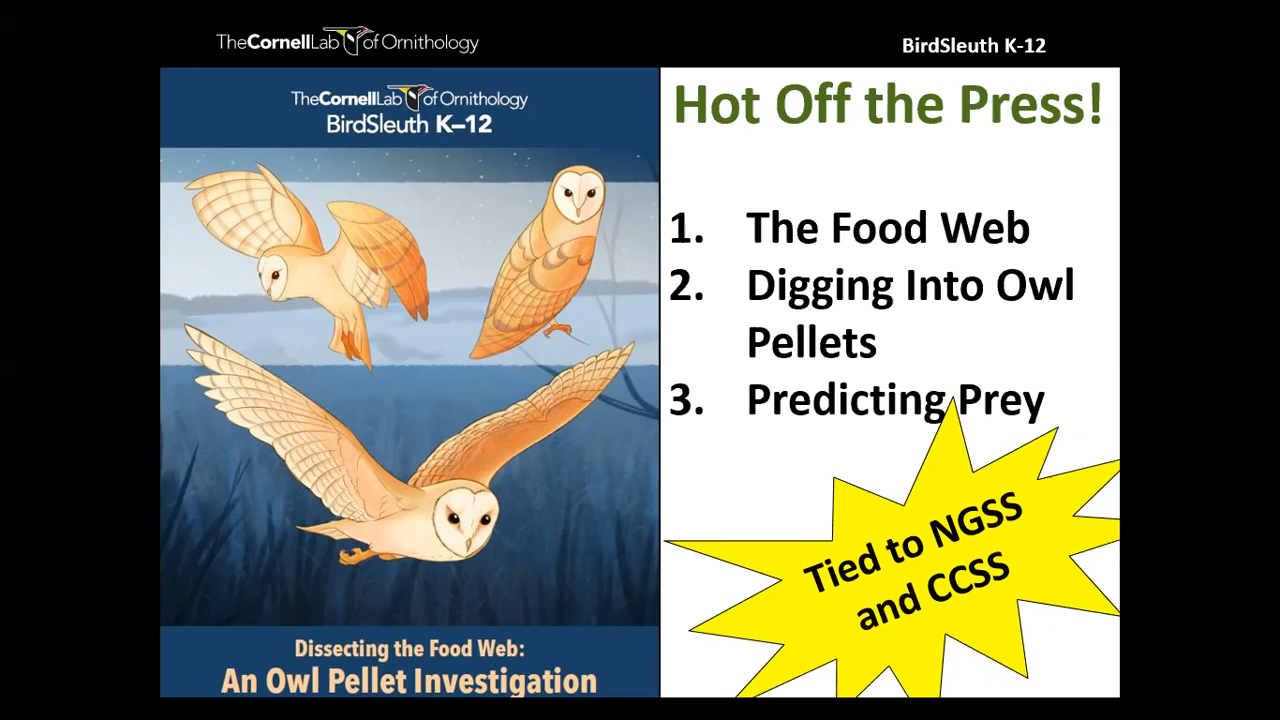 TheCornellLab of Ornithology
BirdSleuth K-12
TheCornellLab of Ornithology
BirdSleuth K–12
Dissecting the Food Web:
An Owl Pellet Investigation
Hot Off the Press!
1. The Food Web
2. Digging Into Owl
Pellets
3. Predicting Prey
Tied to NGSS
and CCSS